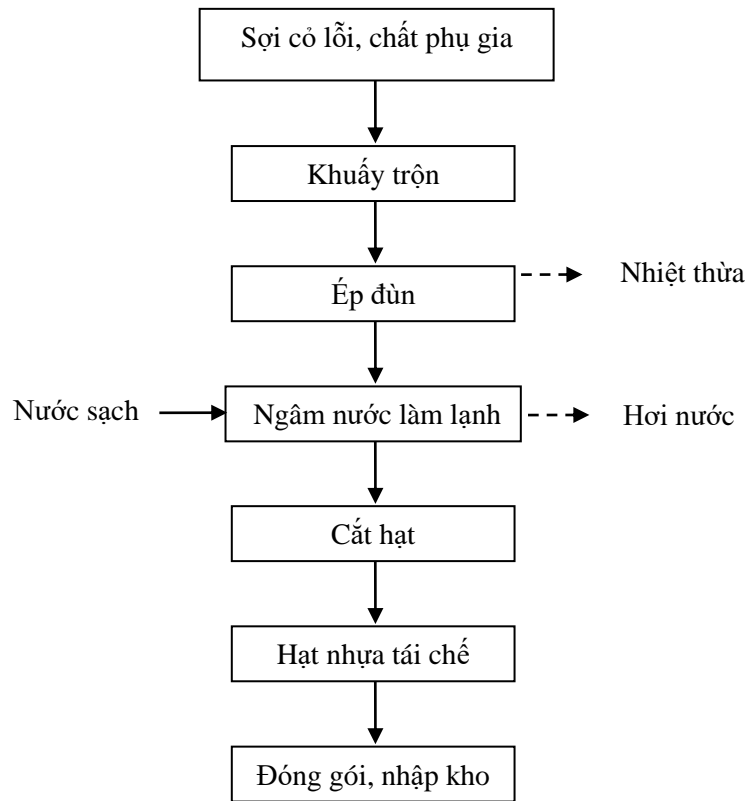 Sợi cỏ lỗi, chất phụ gia
Khuấy trộn
Ép đùn
Nhiệt thừa
Nước sạch
Ngâm nước làm lạnh
Hơi nước
Cắt hạt
Hạt nhựa tái chế
Đóng gói, nhập kho